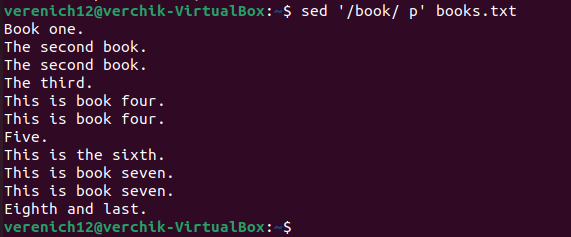 verenich12@verchik-VirtualBox:~$ sed '/book/ p' books.txt
Book one.
The second book.
The second book.
The third.
This is book four.
This is book four.
Five.
This is the sixth.
This is book seven.
This is book seven.
Eighth and last.
verenich12@verchik-VirtualBox:~$